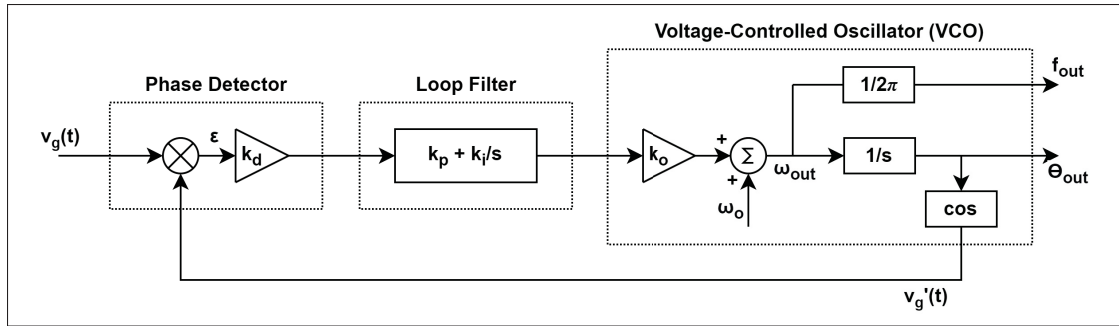 Voltage-Controlled Oscillator (VCO)
Phase Detector
Loop Filter
1/2π
f_out
v_g(t)
ε
k_d
k_p + k_i/s
k_o
+
Σ
+
ω_out
1/s
ϴ_out
ω_o
cos
v_g'(t)